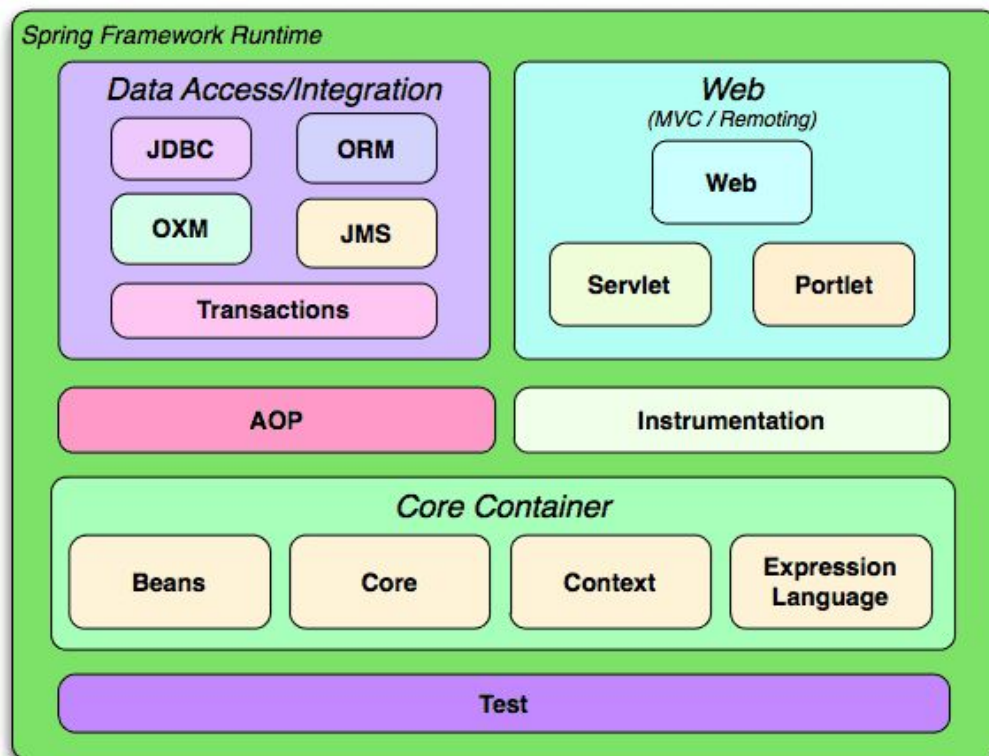 Spring Framework Runtime
Data Access/Integration
JDBC
ORM
OXM
JMS
Transactions
Web
(MVC / Remoting)
Web
Servlet
Portlet
AOP
Instrumentation
Core Container
Beans
Core
Context
Expression
Language
Test